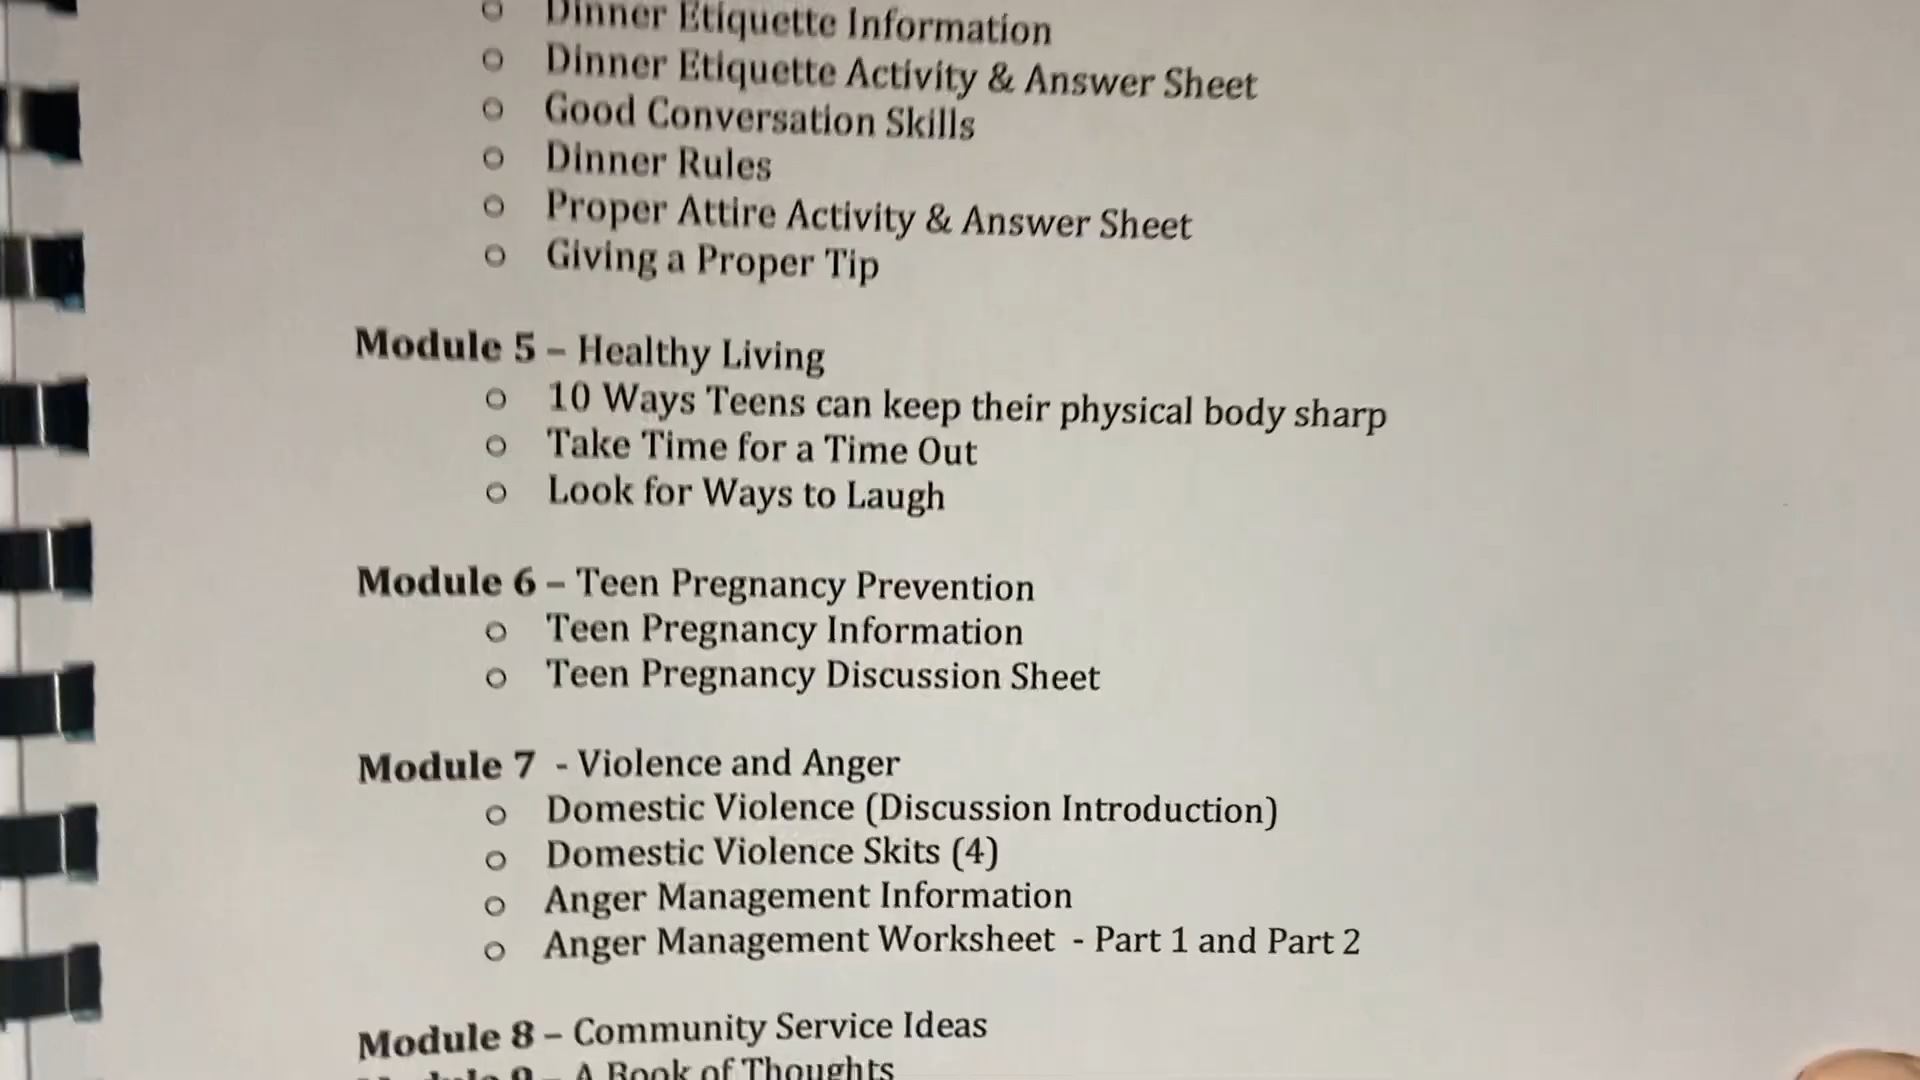 ○ Dinner Etiquette Information
○ Dinner Etiquette Activity & Answer Sheet
○ Good Conversation Skills
○ Dinner Rules
○ Proper Attire Activity & Answer Sheet
○ Giving a Proper Tip
Module 5 – Healthy Living
○ 10 Ways Teens can keep their physical body sharp
○ Take Time for a Time Out
○ Look for Ways to Laugh
Module 6 – Teen Pregnancy Prevention
○ Teen Pregnancy Information
○ Teen Pregnancy Discussion Sheet
Module 7 - Violence and Anger
○ Domestic Violence (Discussion Introduction)
○ Domestic Violence Skits (4)
○ Anger Management Information
○ Anger Management Worksheet - Part 1 and Part 2
Module 8 – Community Service Ideas
Module 9 – A Book of Thoughts